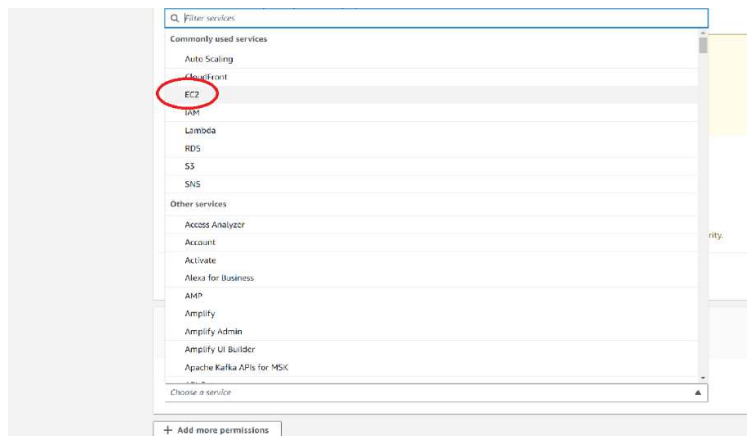 Filter services
Commonly used services
Auto Scaling
CloudFront
EC2
IAM
Lambda
RDS
S3
SNS
Other services
Access Analyzer
Account
Activate
Alexa for Business
AMP
Amplify
Amplify Admin
Amplify UI Builder
Apache Kafka APIs for MSK
Choose a service
+ Add more permissions